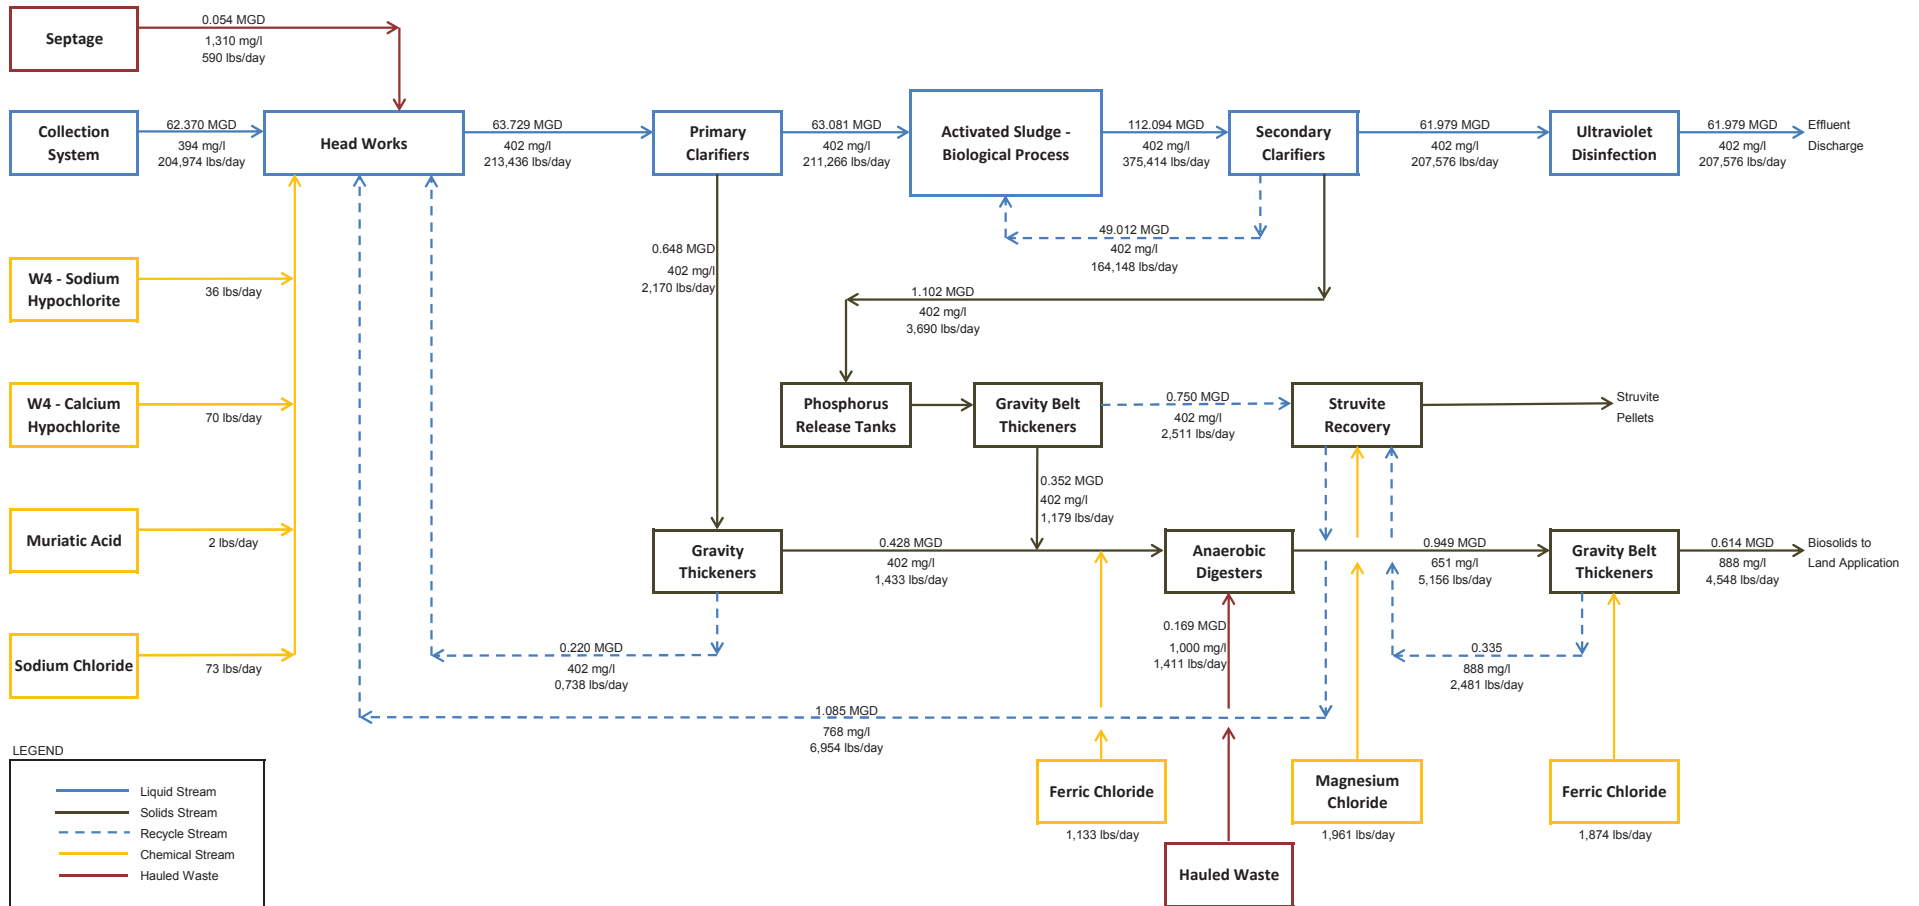 Septage
0.054 MGD
1,310 mg/l
590 lbs/day
Collection
System
62.370 MGD
394 mg/l
204,974 lbs/day
Head Works
63.729 MGD
402 mg/l
213,436 lbs/day
Primary
Clarifiers
63.081 MGD
402 mg/l
211,266 lbs/day
Activated Sludge -
Biological Process
112.094 MGD
402 mg/l
375,414 lbs/day
Secondary
Clarifiers
61.979 MGD
402 mg/l
207,576 lbs/day
Ultraviolet
Disinfection
61.979 MGD
402 mg/l
207,576 lbs/day
Effluent
Discharge
49.012 MGD
402 mg/l
164,148 lbs/day
0.648 MGD
402 mg/l
2,170 lbs/day
W4 - Sodium
Hypochlorite
36 lbs/day
1.102 MGD
402 mg/l
3,690 lbs/day
W4 - Calcium
Hypochlorite
70 lbs/day
Phosphorus
Release Tanks
Gravity Belt
Thickeners
0.750 MGD
402 mg/l
2,511 lbs/day
Struvite
Recovery
Struvite
Pellets
0.352 MGD
402 mg/l
1,179 lbs/day
Muriatic Acid
2 lbs/day
Gravity
Thickeners
0.428 MGD
402 mg/l
1,433 lbs/day
Anaerobic
Digesters
0.949 MGD
651 mg/l
5,156 lbs/day
Gravity Belt
Thickeners
0.614 MGD
888 mg/l
4,548 lbs/day
Biosolids to
Land Application
Sodium Chloride
73 lbs/day
0.220 MGD
402 mg/l
0,738 lbs/day
0.169 MGD
1,000 mg/l
1,411 lbs/day
0.335
888 mg/l
2,481 lbs/day
1.085 MGD
768 mg/l
6,954 lbs/day
Ferric Chloride
1,133 lbs/day
Magnesium
Chloride
1,961 lbs/day
Ferric Chloride
1,874 lbs/day
Hauled Waste
LEGEND
Liquid Stream
Solids Stream
Recycle Stream
Chemical Stream
Hauled Waste